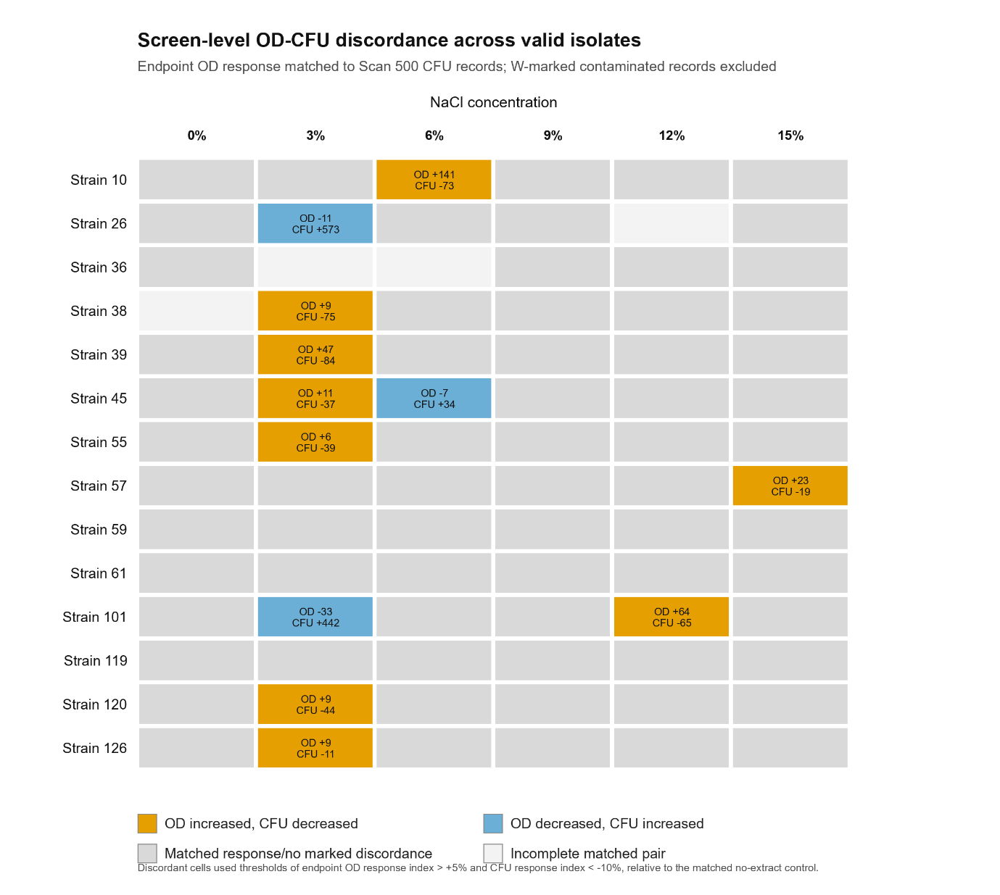 Screen-level OD-CFU discordance across valid isolates
Endpoint OD response matched to Scan 500 CFU records; W-marked contaminated records excluded
NaCl concentration
0% 3% 6% 9% 12% 15%
Strain 10
OD +141
CFU -73
Strain 26
OD -11
CFU +573
Strain 36
Strain 38
OD +9
CFU -75
Strain 39
OD +47
CFU -84
Strain 45
OD +11
CFU -37
OD -7
CFU +34
Strain 55
OD +6
CFU -39
Strain 57
OD +23
CFU -19
Strain 59
Strain 61
Strain 101
OD -33
CFU +442
OD +64
CFU -65
Strain 119
Strain 120
OD +9
CFU -44
Strain 126
OD +9
CFU -11
OD increased, CFU decreased
OD decreased, CFU increased
Matched response/no marked discordance
Incomplete matched pair
Discordant cells used thresholds of endpoint OD response index > +5% and CFU response index < -10%, relative to the matched no-extract control.